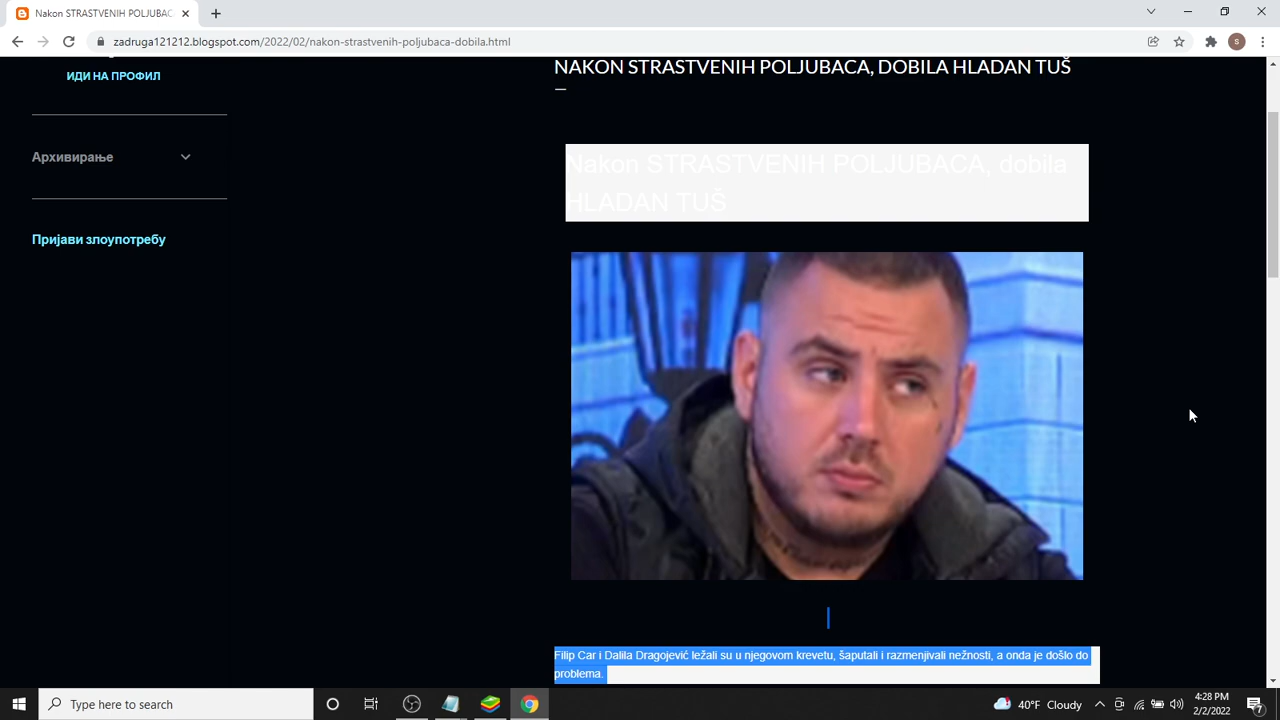 Nakon STRASTVENIH POLJUBAC
zadruga121212.blogspot.com/2022/02/nakon-strastvenih-poljubaca-dobila.html
S
NAKON STRASTVENIH POLJUBACA, DOBILA HLADAN TUŠ
ИДИ НА ПРОФИЛ
Архивирање
Nakon STRASTVENIH POLJUBACA, dobila
HLADAN TUŠ
Пријави злоупотребу
Filip Car i Dalila Dragojević ležali su u njegovom krevetu, šaputali i razmenjivali nežnosti, a onda je došlo do
problema.
Type here to search
40°F Cloudy
4:28 PM
2/2/2022
7